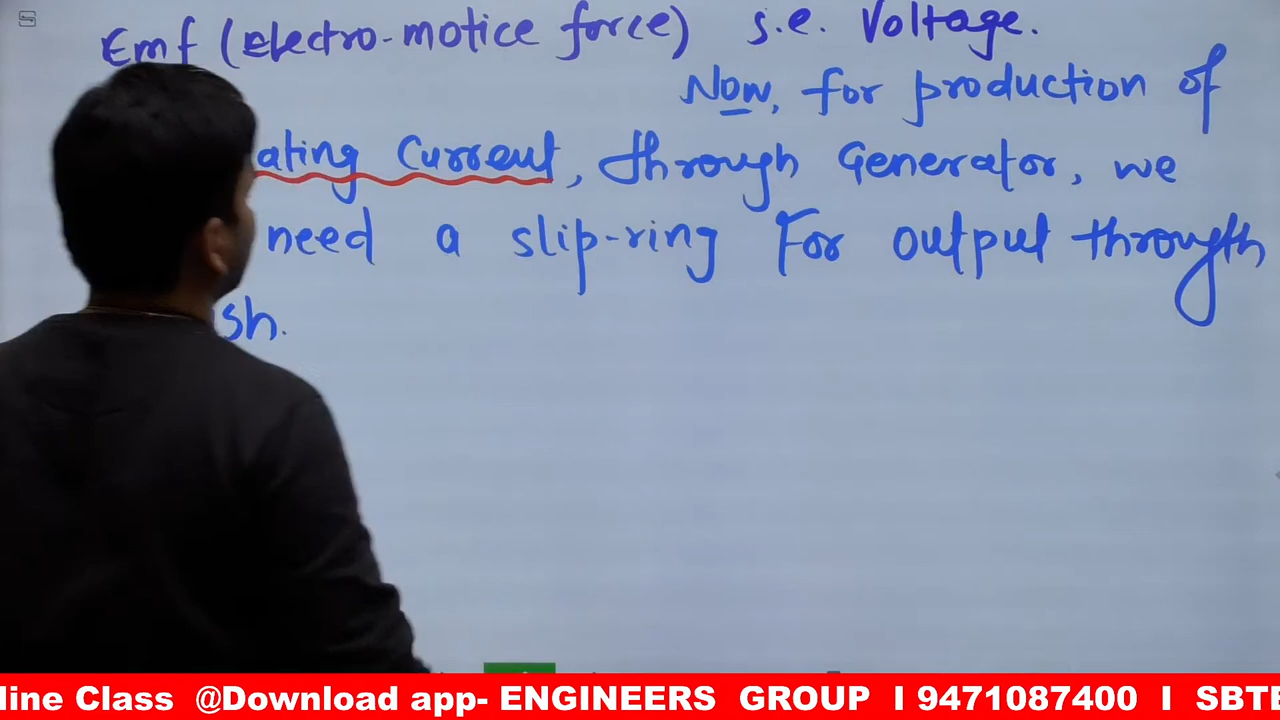 Emf (Electro-motice force) s.e. Voltage.
Now, for production of
ating Current, through Generator, we
need a slip-ring For output throygth
sh.
line Class @Download app- ENGINEERS GROUP I 9471087400 I SBTE